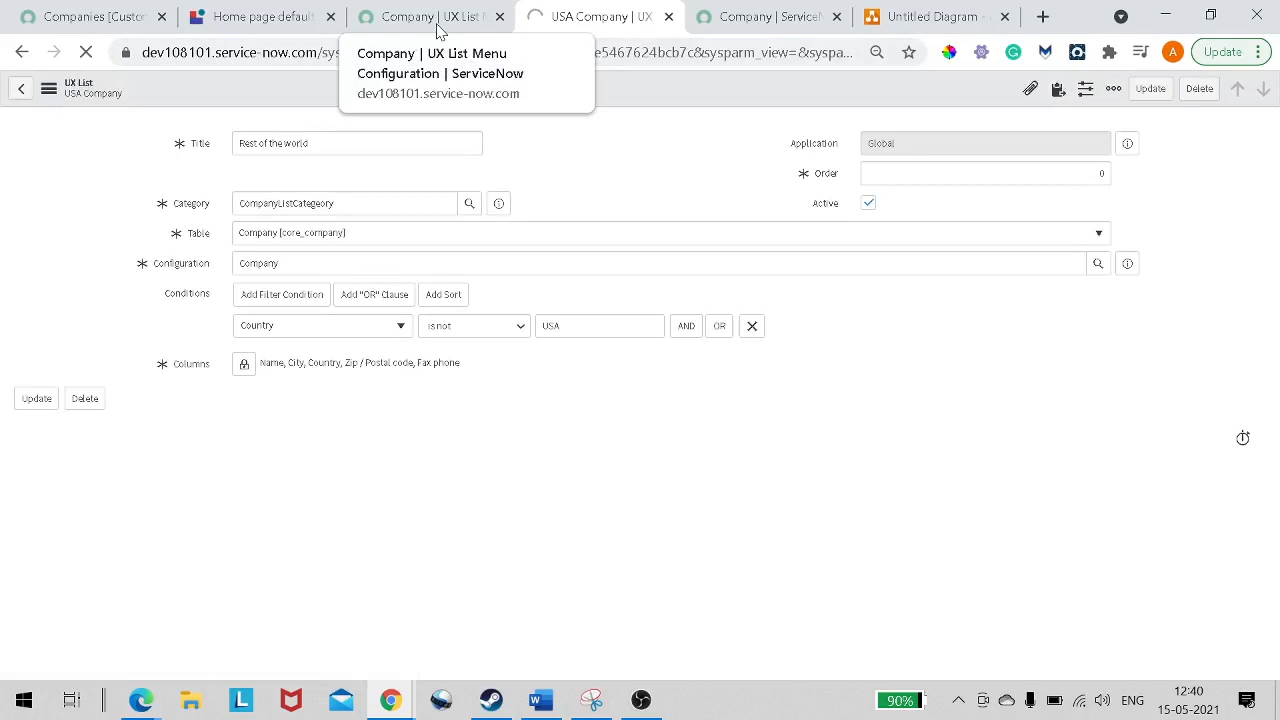 Companies [Custor
Home page default
Company | UX List M
USA Company | UX
Company | Service
Untitled Diagram -
dev108101.service-now.com/sys
e5467624bcb7c&sysparm_view=&syspa...
A
Update
Company | UX List Menu
Configuration | ServiceNow
dev108101.service-now.com
UX List
USA Company
Update
Delete
Title
Rest of the world
Application
Global
Order
0
Category
CompanyListCategeory
Active
Table
Company [core_company]
Configuration
Company
Conditions
Add Filter Condition
Add "OR" Clause
Add Sort
Country
is not
USA
AND
OR
Columns
Name, City, Country, Zip / Postal code, Fax phone
Update
Delete
90%
ENG
12:40
15-05-2021